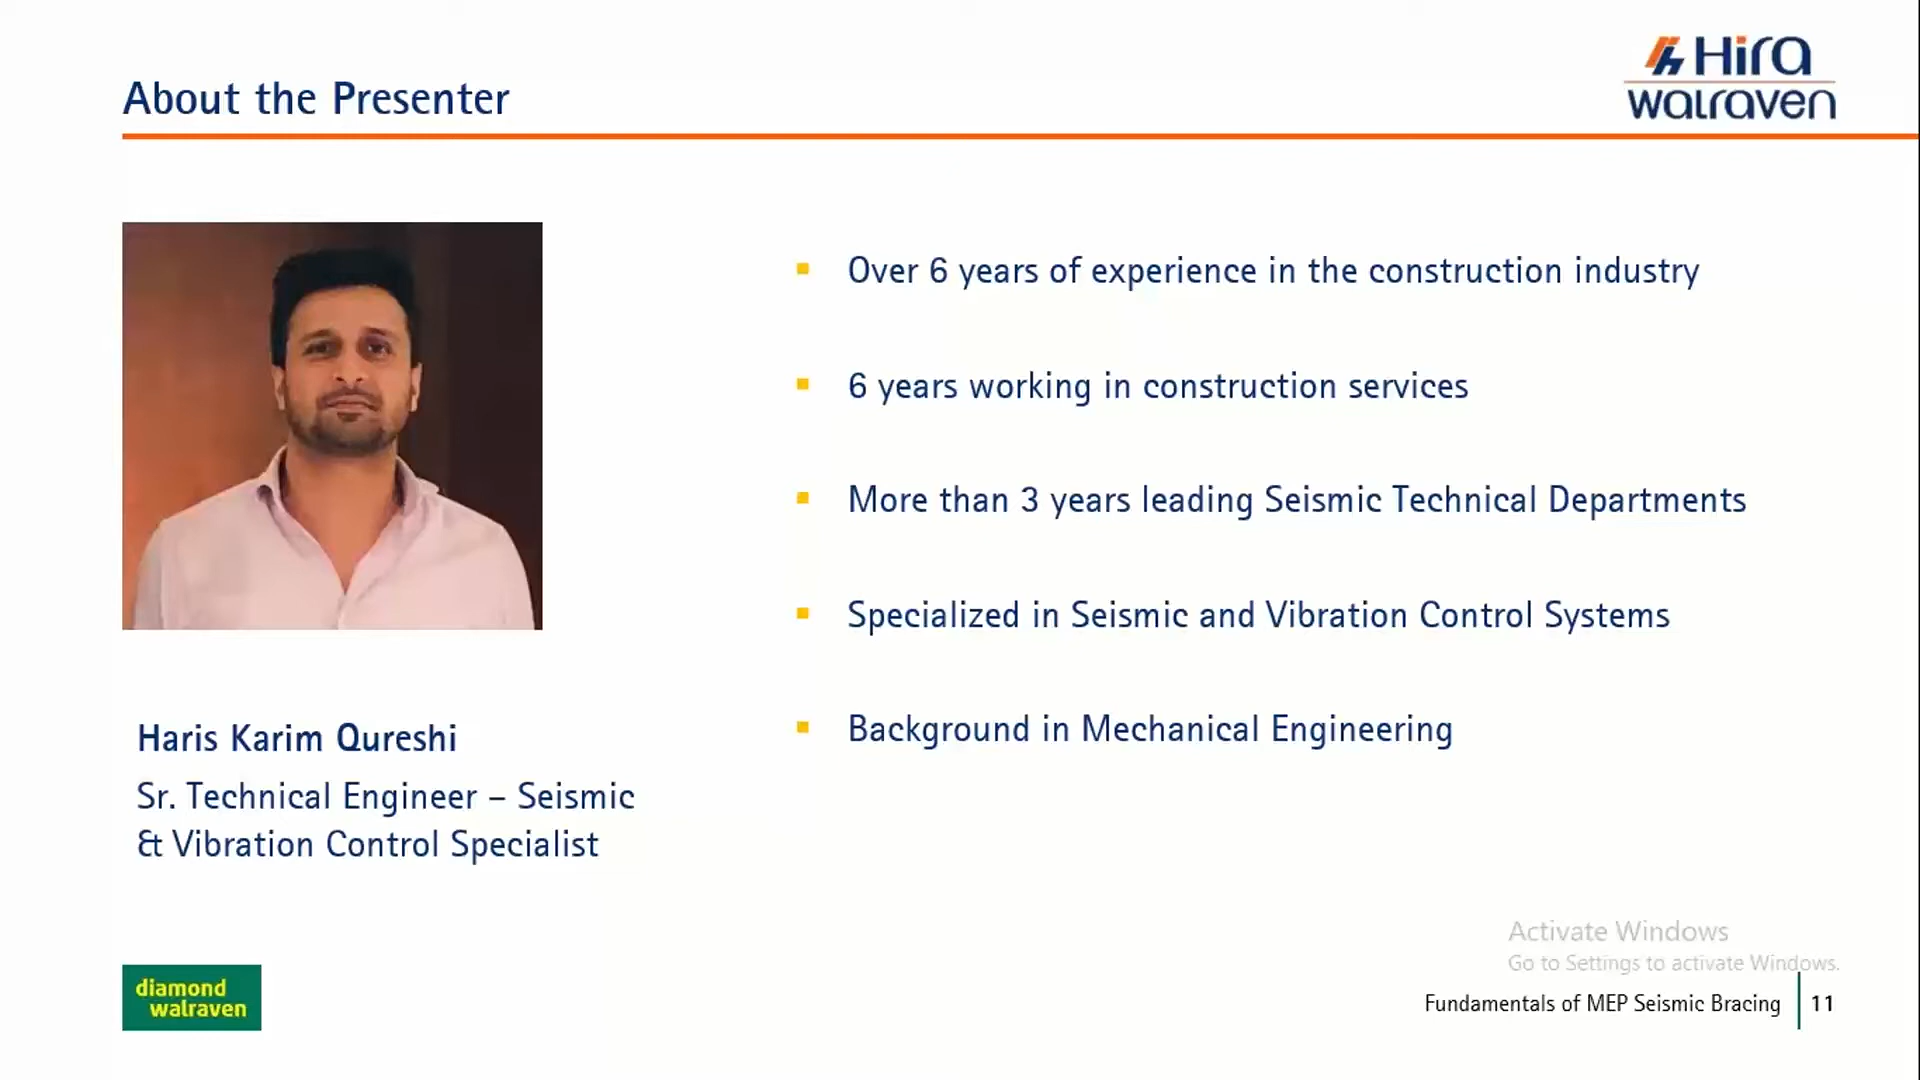 About the Presenter
Hira
walraven
Over 6 years of experience in the construction industry
6 years working in construction services
More than 3 years leading Seismic Technical Departments
Specialized in Seismic and Vibration Control Systems
Background in Mechanical Engineering
Haris Karim Qureshi
Sr. Technical Engineer – Seismic
& Vibration Control Specialist
Activate Windows
Go to Settings to activate Windows.
diamond
walraven
Fundamentals of MEP Seismic Bracing
11